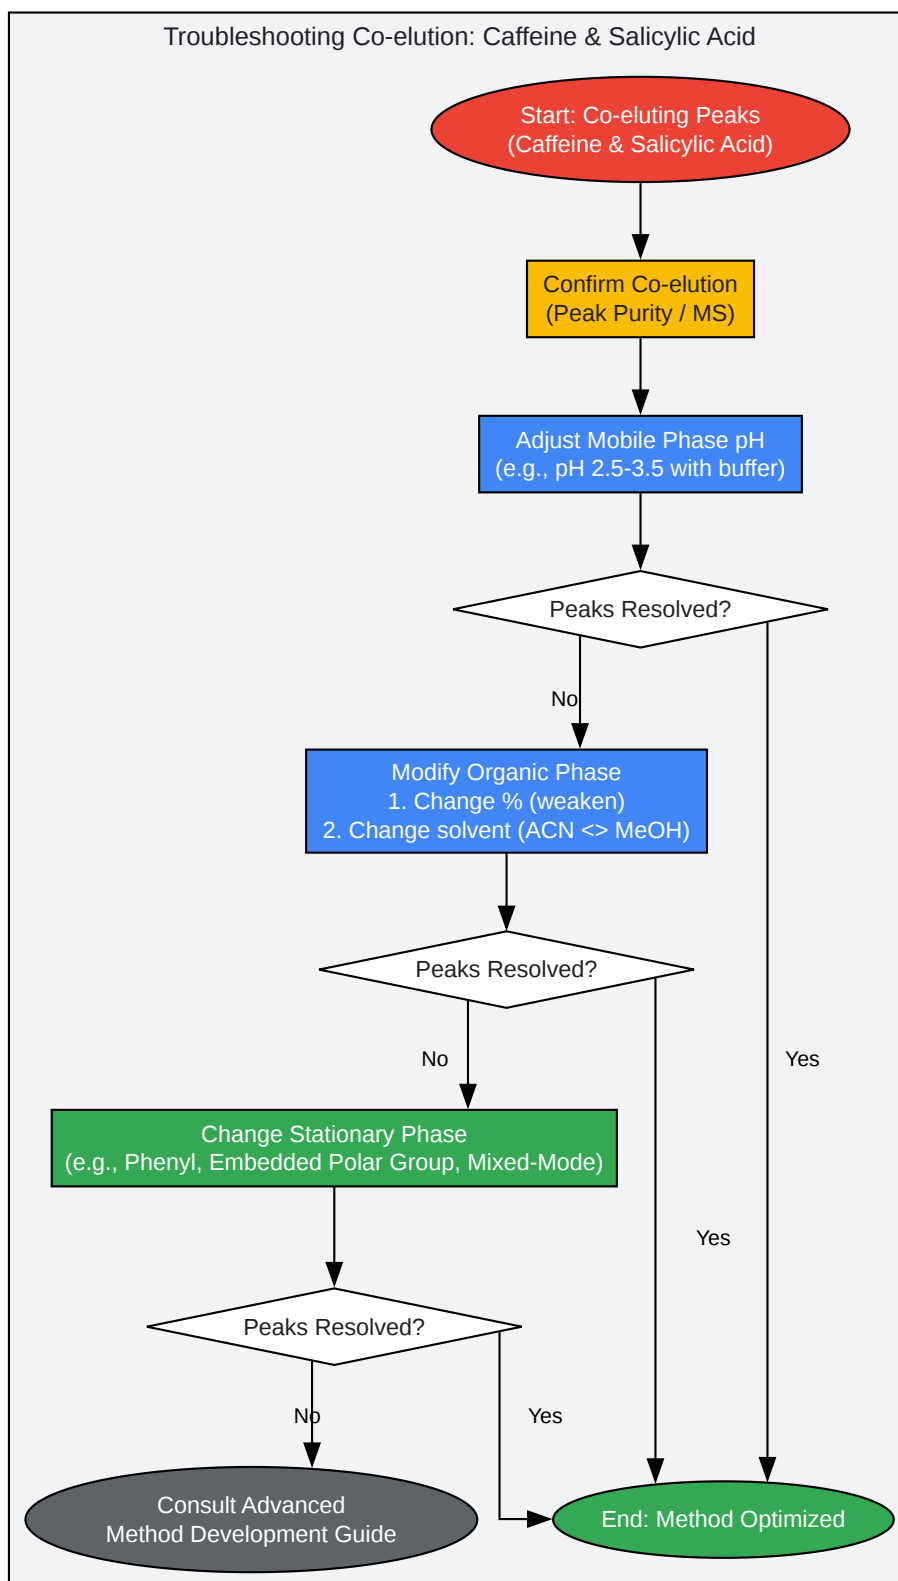 Troubleshooting Co-elution: Caffeine & Salicylic Acid
Start: Co-eluting Peaks
(Caffeine & Salicylic Acid)
Confirm Co-elution
(Peak Purity / MS)
Adjust Mobile Phase pH
(e.g., pH 2.5-3.5 with buffer)
Peaks Resolved?
No
Modify Organic Phase
1. Change % (weaken)
2. Change solvent (ACN <> MeOH)
Peaks Resolved?
No
Yes
Change Stationary Phase
(e.g., Phenyl, Embedded Polar Group, Mixed-Mode)
Yes
Peaks Resolved?
No
Yes
Consult Advanced
Method Development Guide
End: Method Optimized